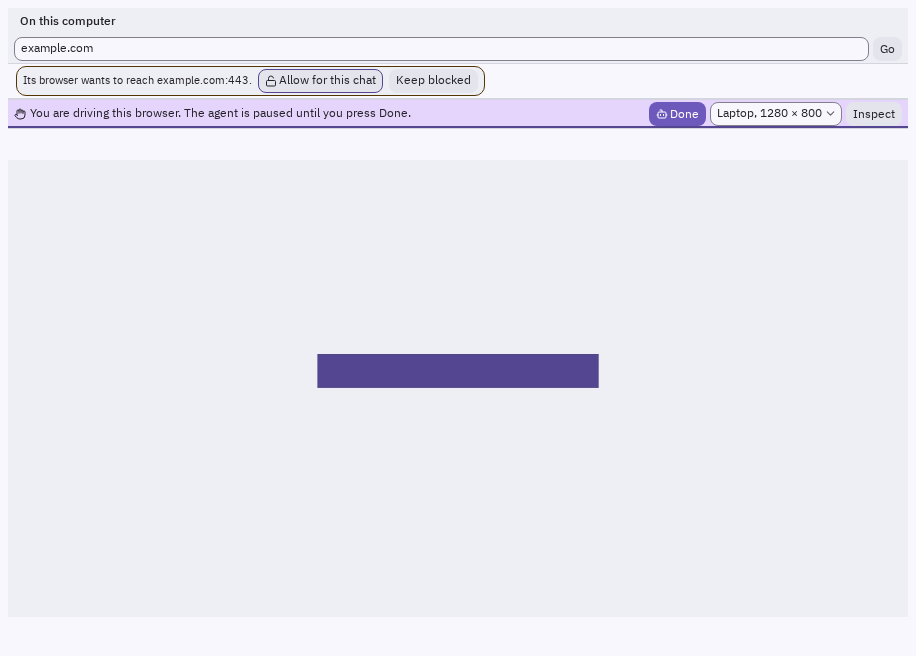 On this computer
example.com
Go
Its browser wants to reach example.com:443.
Allow for this chat
Keep blocked
You are driving this browser. The agent is paused until you press Done.
Done
Laptop, 1280 × 800
Inspect